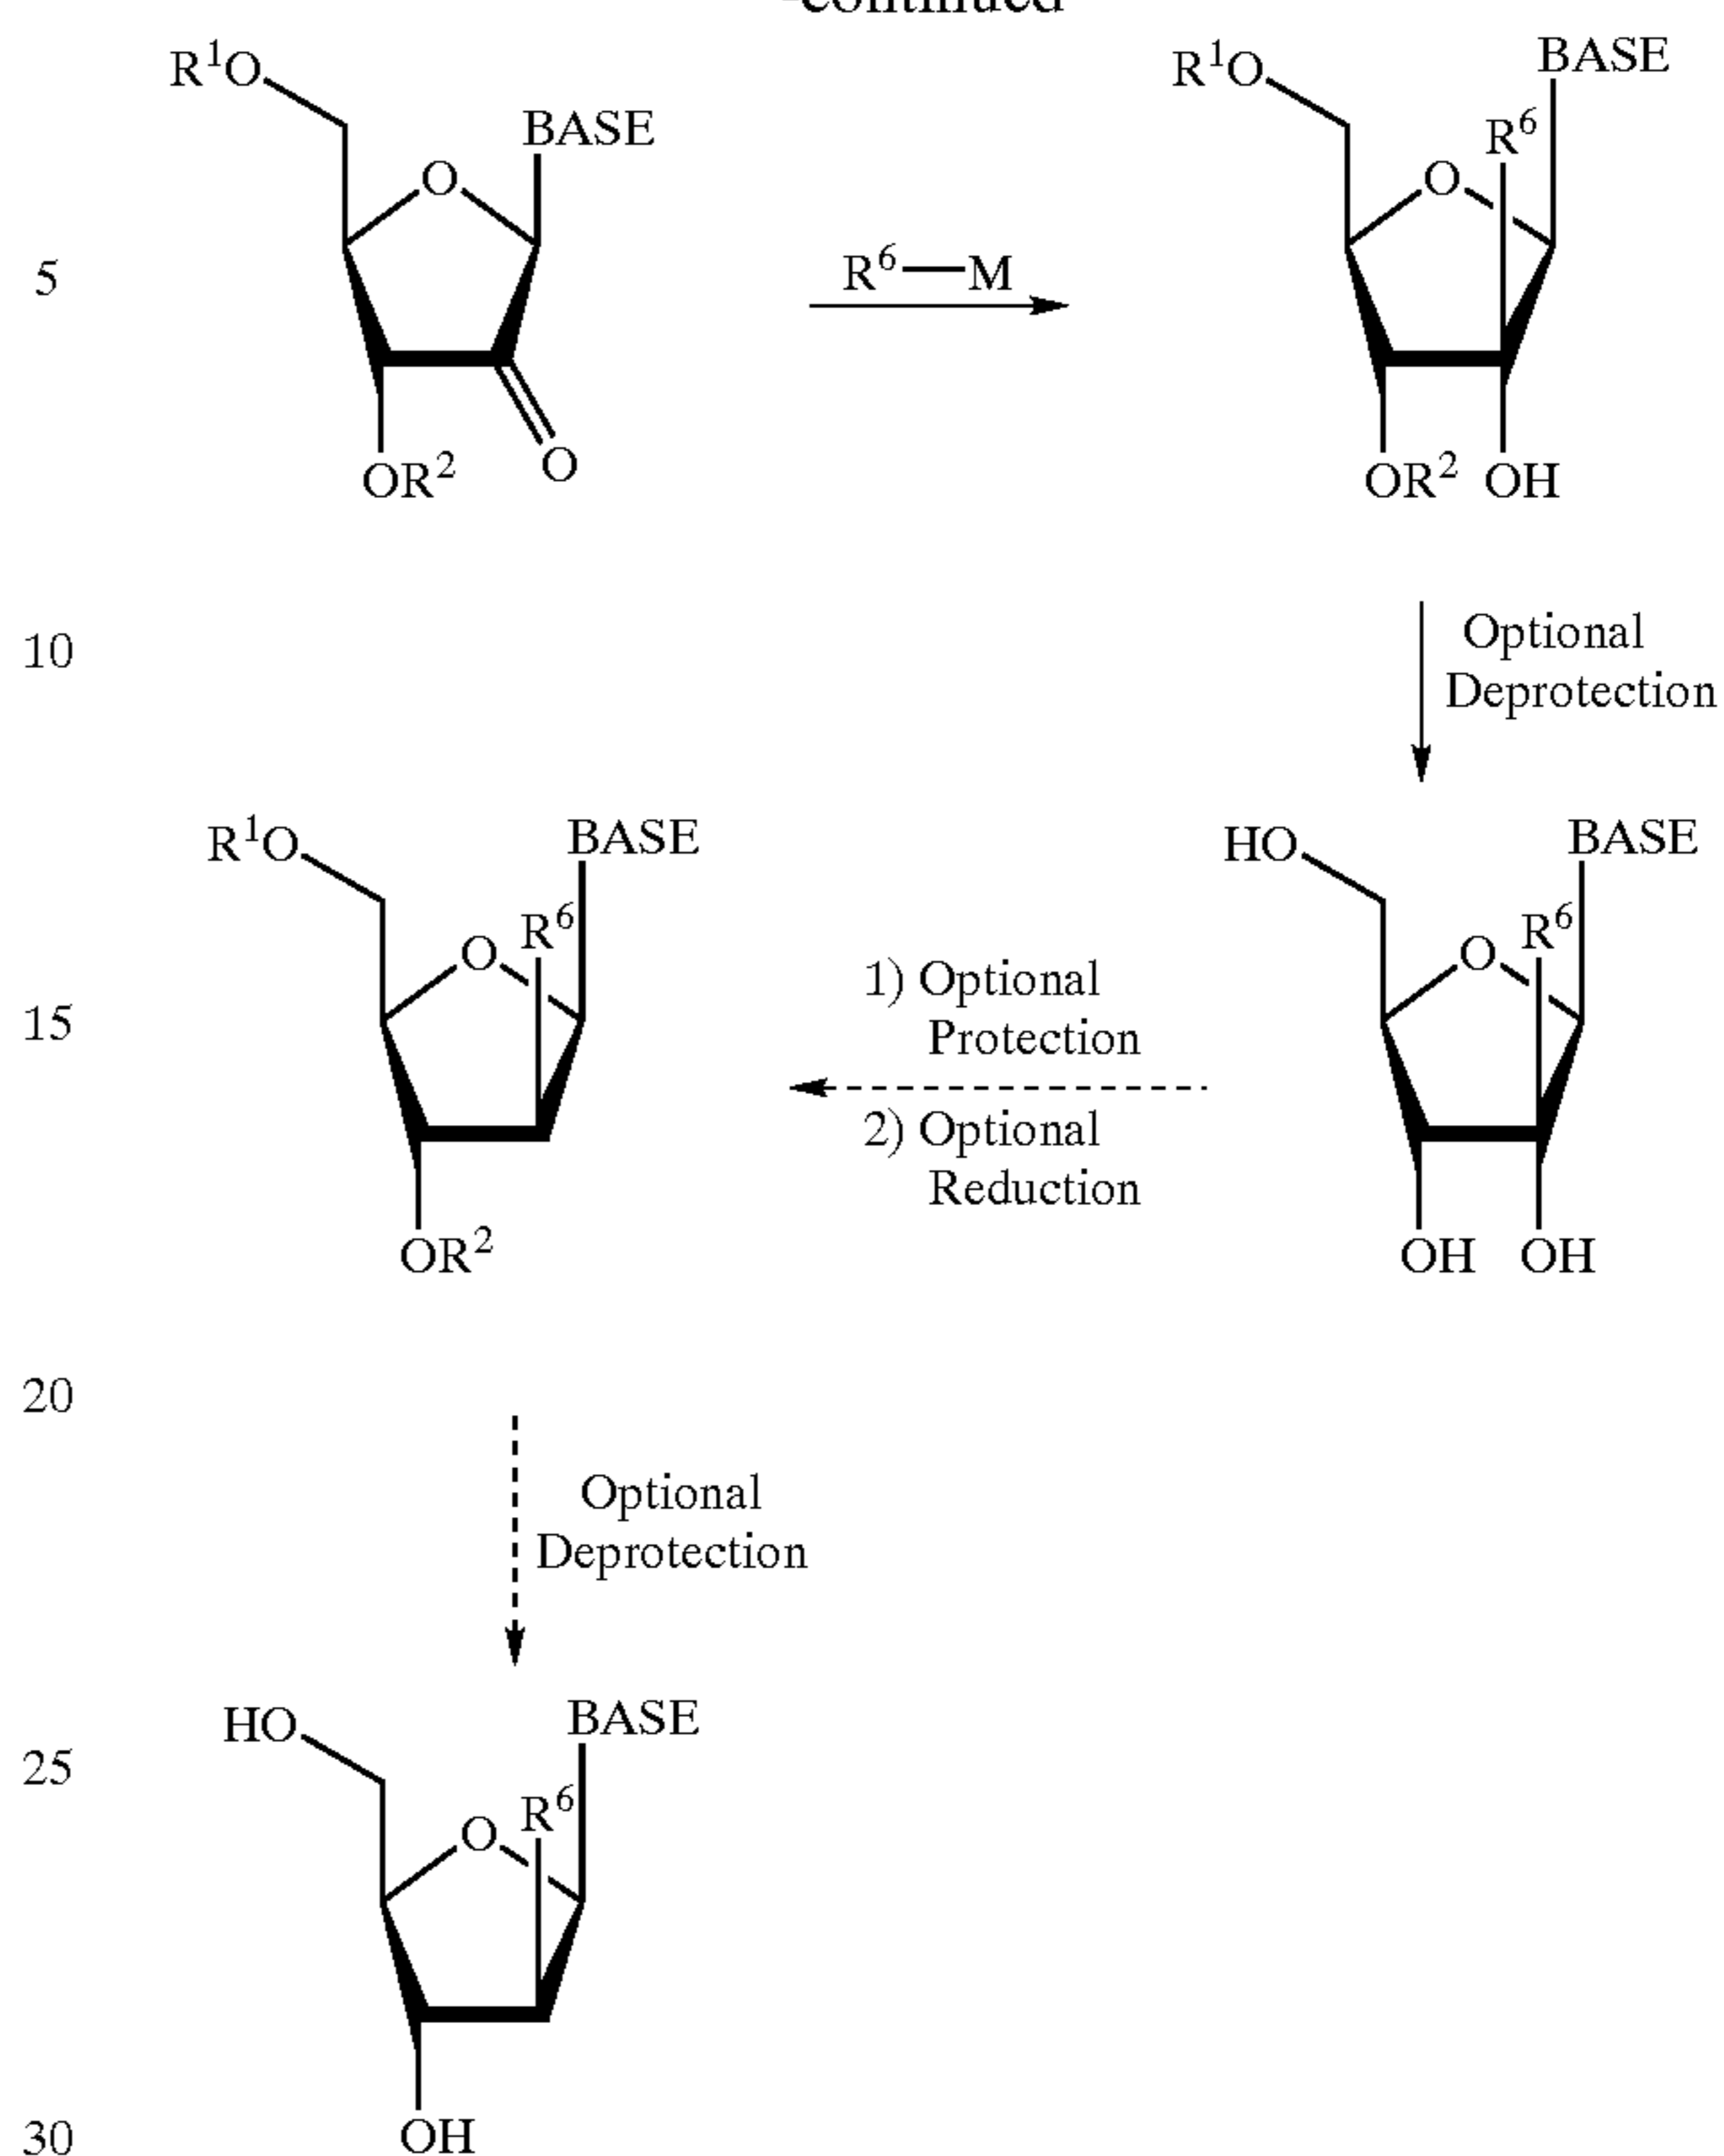 -continued
R¹O
BASE
O
OR²
O
5
R⁶—M
R¹O
BASE
R⁶
O
OR² OH
10
Optional
Deprotection
HO
BASE
R⁶
O
OH OH
15
1) Optional
Protection
2) Optional
Reduction
R¹O
BASE
R⁶
O
OR²
20
Optional
Deprotection
25
HO
BASE
R⁶
O
OH
30